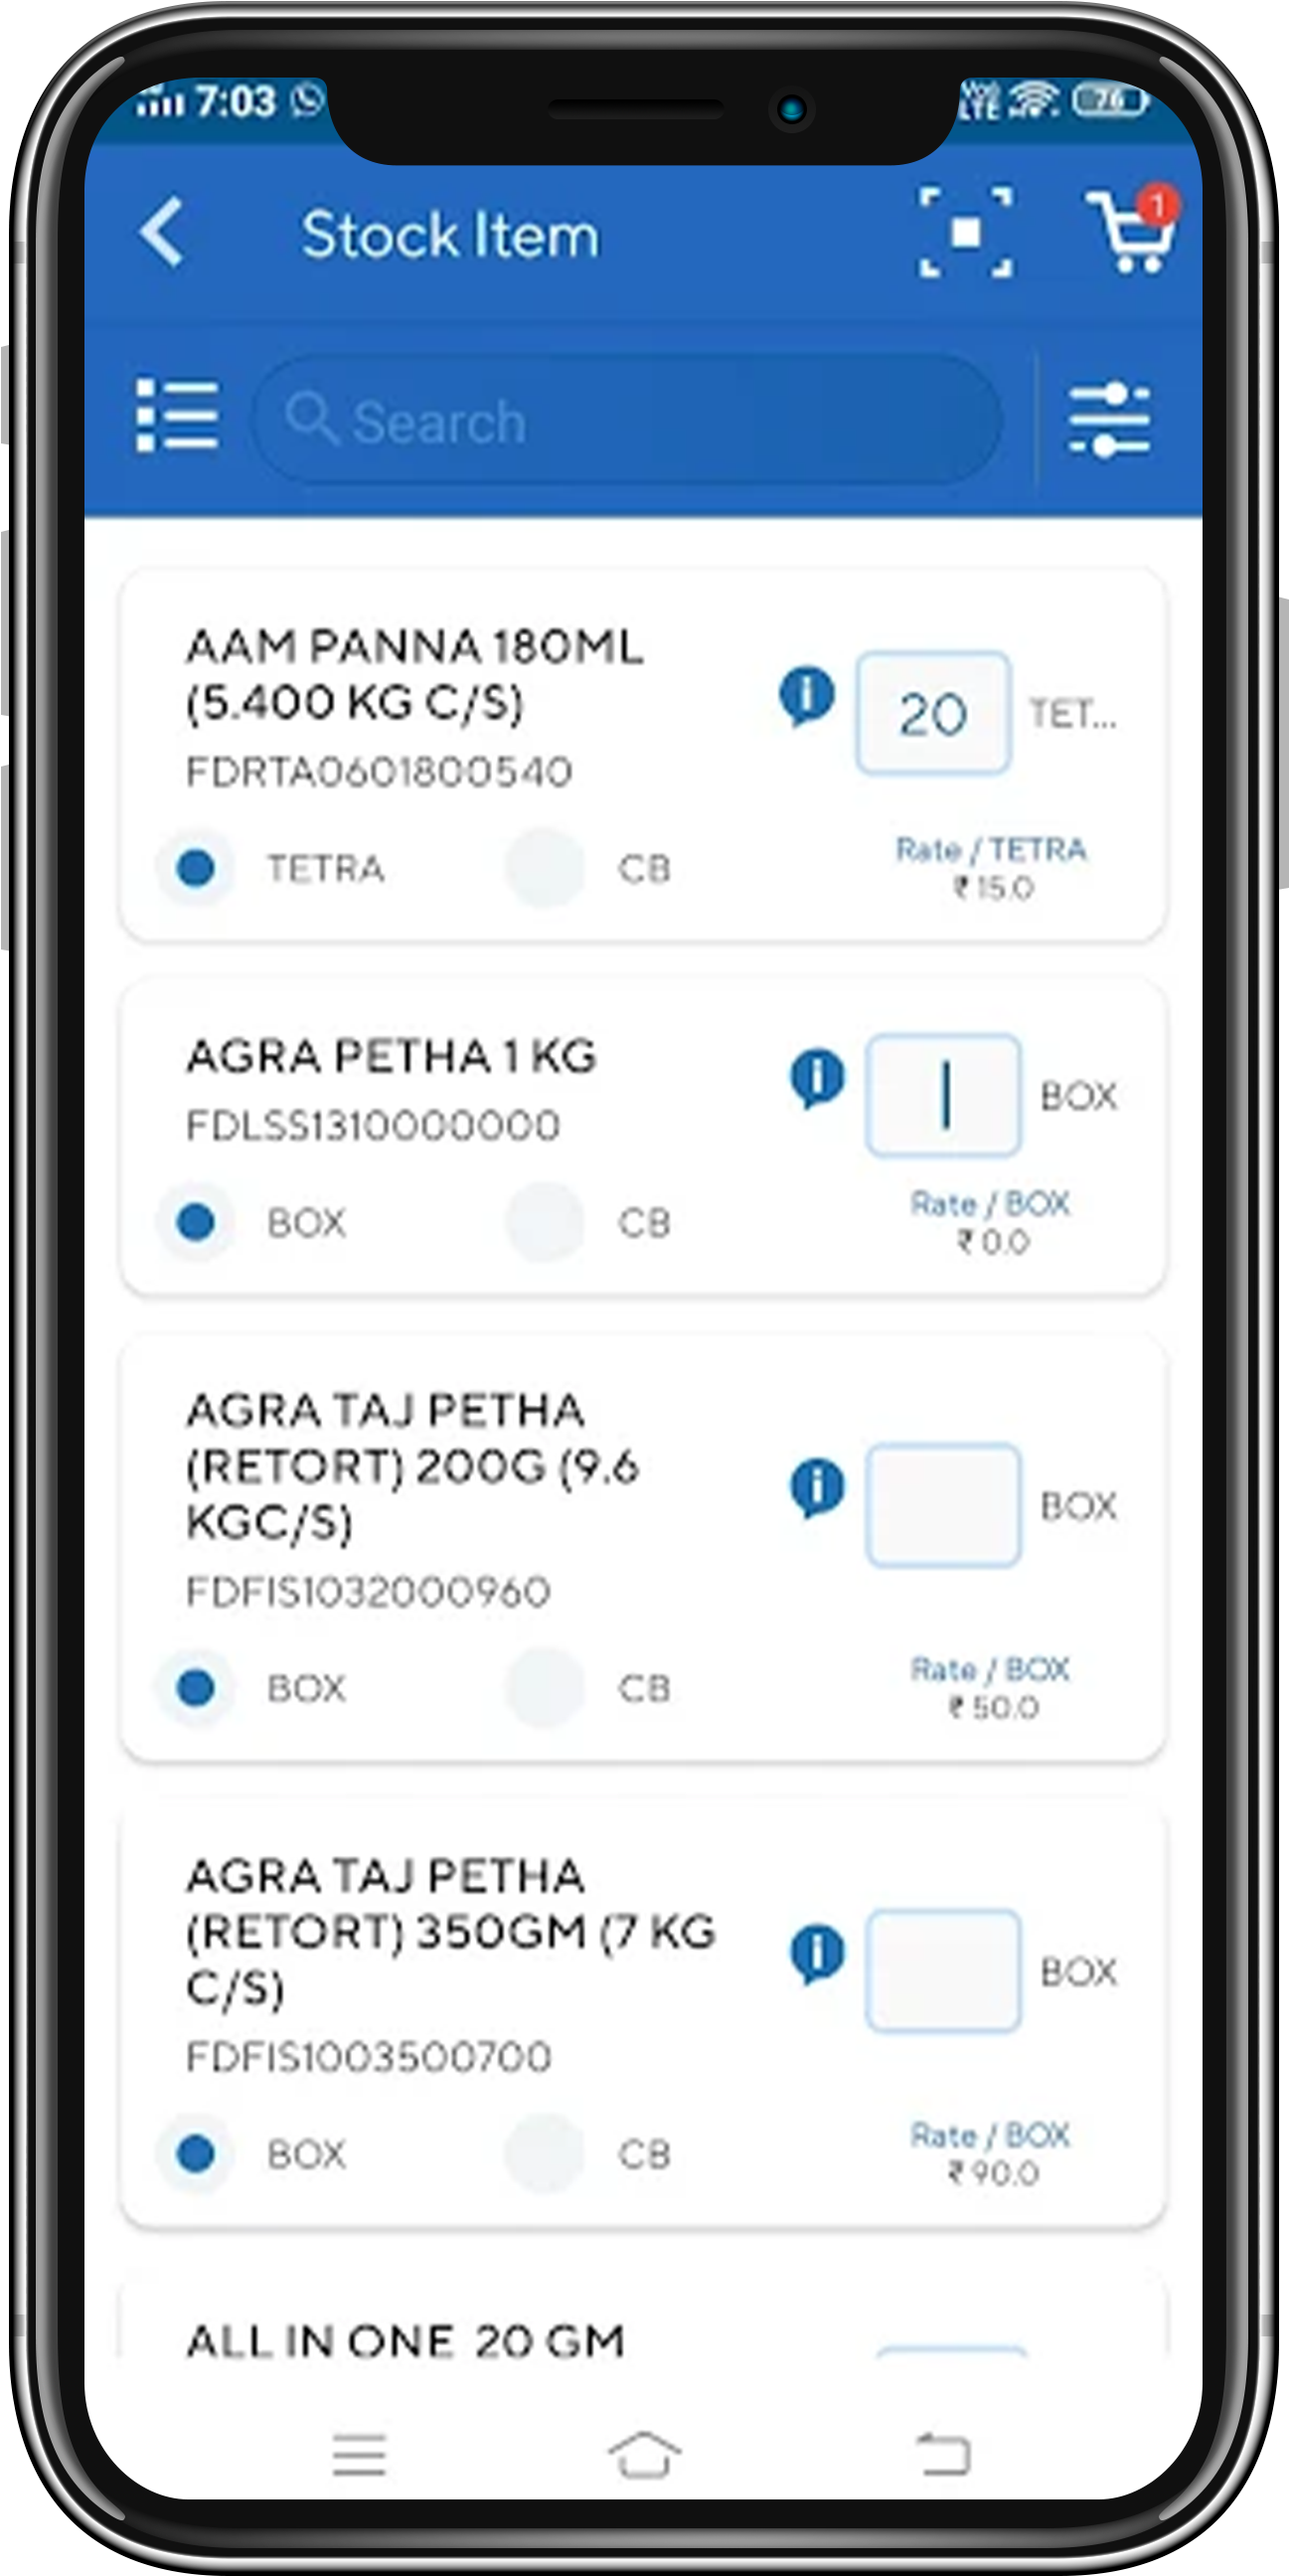 7:03
VoO
LTE
76
Stock Item
1
Search
AAM PANNA 180ML
(5.400 KG C/S)
20 TET...
FDRTA0601800540
TETRA CB
Rate / TETRA
₹ 15.0
AGRA PETHA 1 KG
BOX
FDLSS1310000000
BOX CB
Rate / BOX
₹ 0.0
AGRA TAJ PETHA
(RETORT) 200G (9.6
KGC/S)
BOX
FDFIS1032000960
BOX CB
Rate / BOX
₹ 50.0
AGRA TAJ PETHA
(RETORT) 350GM (7 KG
C/S)
BOX
FDFIS1003500700
BOX CB
Rate / BOX
₹ 90.0
ALL IN ONE 20 GM